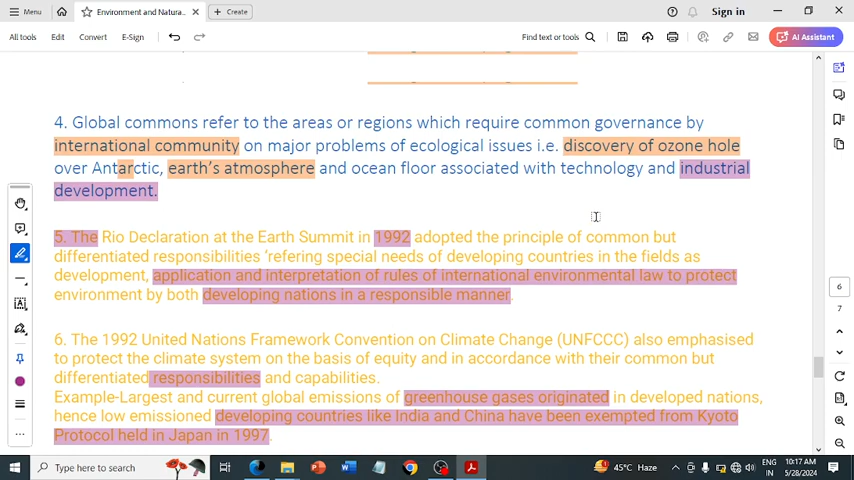 Menu
Environment and Natura...
Create
Sign in
All tools
Edit
Convert
E-Sign
Find text or tools
AI Assistant
4. Global commons refer to the areas or regions which require common governance by
international community on major problems of ecological issues i.e. discovery of ozone hole
over Antarctic, earth's atmosphere and ocean floor associated with technology and industrial
development.
5. The Rio Declaration at the Earth Summit in 1992 adopted the principle of common but
differentiated responsibilities 'refering special needs of developing countries in the fields as
development, application and interpretation of rules of international environmental law to protect
environment by both developing nations in a responsible manner.
6. The 1992 United Nations Framework Convention on Climate Change (UNFCCC) also emphasised
to protect the climate system on the basis of equity and in accordance with their common but
differentiated responsibilities and capabilities.
Example-Largest and current global emissions of greenhouse gases originated in developed nations,
hence low emissioned developing countries like India and China have been exempted from Kyoto
Protocol held in Japan in 1997.
6
7
Type here to search
45°C Haze
ENG
IN
10:17 AM
5/28/2024